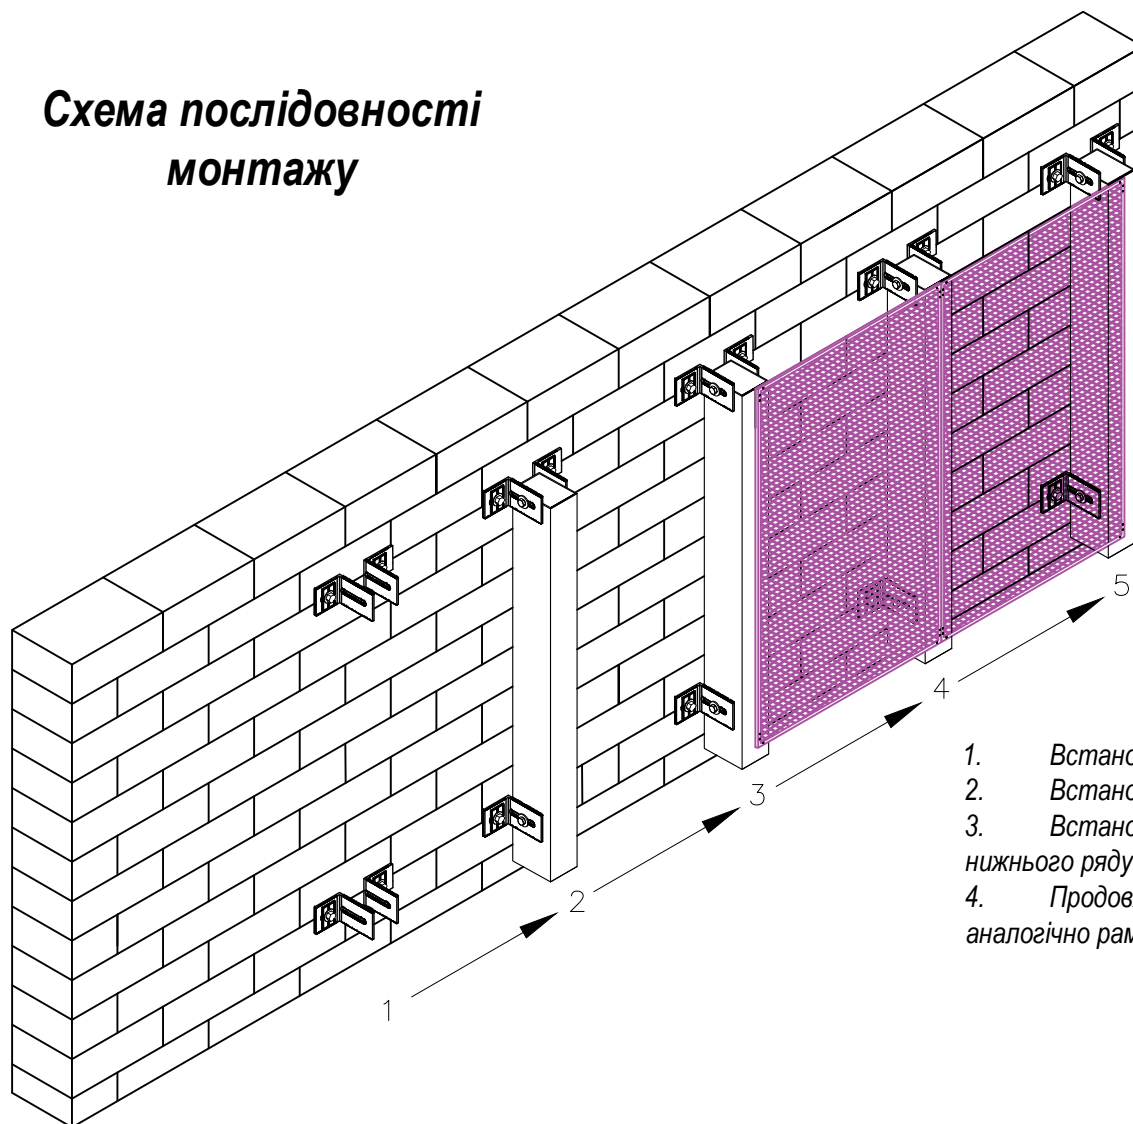 Схема послідовності
монтажу
5
4
3
2
1
1. Встано
2. Встано
3. Встано
нижнього ряду
4. Продов
аналогічно рам